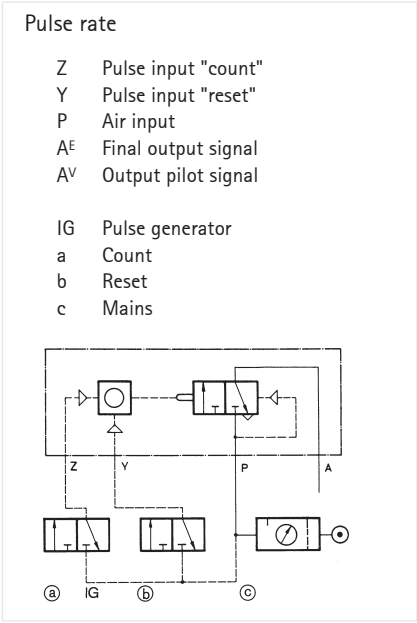 Pulse rate
Z Pulse input "count"
Y Pulse input "reset"
P Air input
Aᴱ Final output signal
Aⱽ Output pilot signal
IG Pulse generator
a Count
b Reset
c Mains
Z Y P A
ⓐ IG ⓑ ⓒ